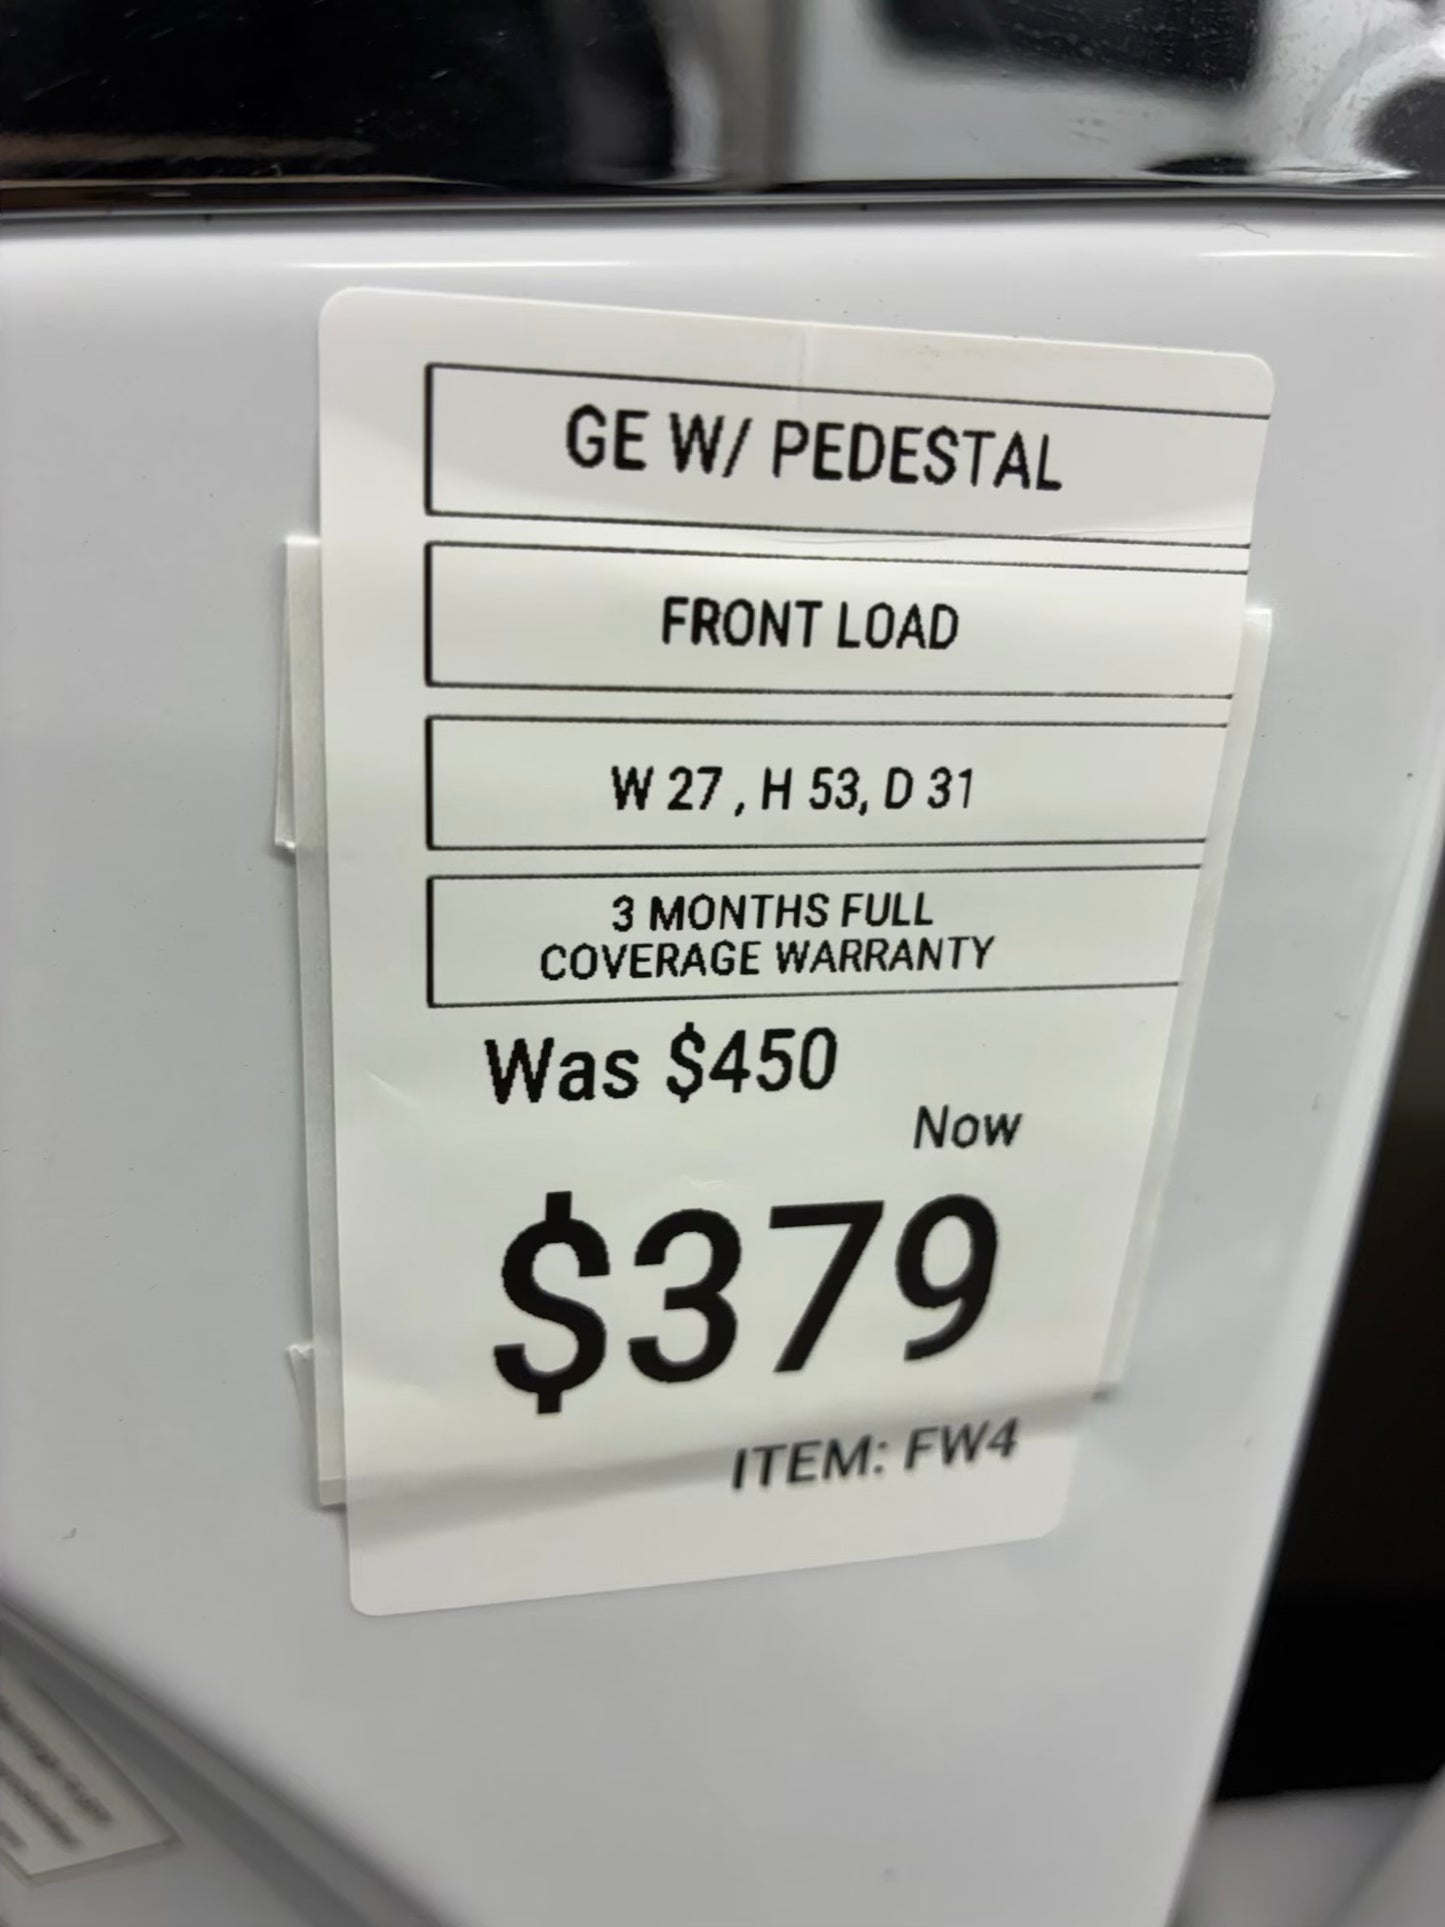 GE W/ PEDESTAL
FRONT LOAD
W 27 , H 53, D 31
3 MONTHS FULL
COVERAGE WARRANTY
Was $450
Now
$379
ITEM: FW4